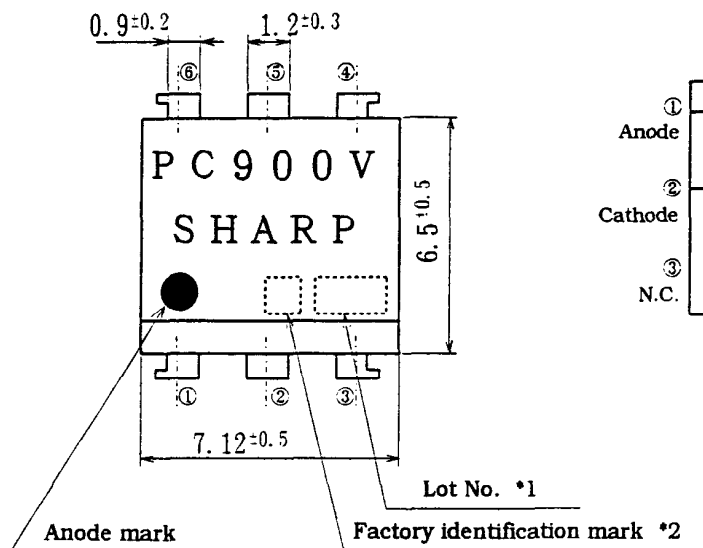 0.9±0.2 1.2±0.3
⑥ ⑤ ④
PC900V
SHARP
6.5±0.5
① ② ③
7.12±0.5
Lot No. *1
Anode mark
Factory identification mark *2
①
Anode
②
Cathode
③
N.C.